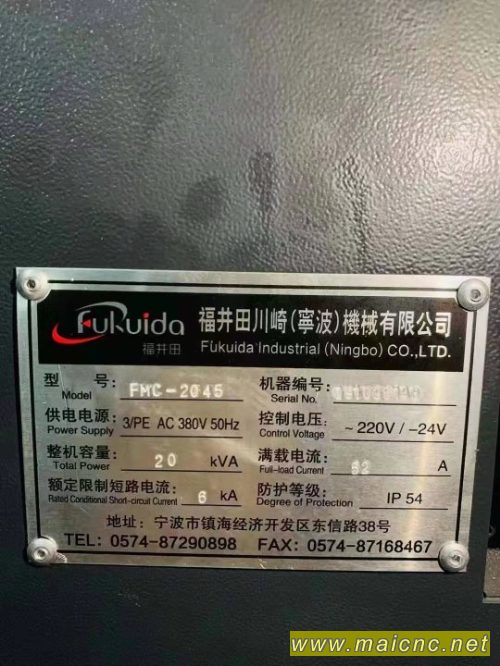 Fukuida
福井田
福井田川崎(寧波)機械有限公司
Fukuida Industrial (Ningbo) CO.,LTD.
型 号: FMC-2045
Model
机器编号:
Serial No.
供电电源: 3/PE AC 380V 50Hz
Power Supply
控制电压: ~220V / -24V
Control Voltage
整机容量: 20 kVA
Total Power
满载电流: A
Full-load Current
额定限制短路电流: 6 kA
Rated Conditional Short-circuit Current
防护等级: IP 54
Degree of Protection
地址: 宁波市镇海经济开发区东信路38号
TEL: 0574-87290898 FAX: 0574-87168467
www.maicnc.net